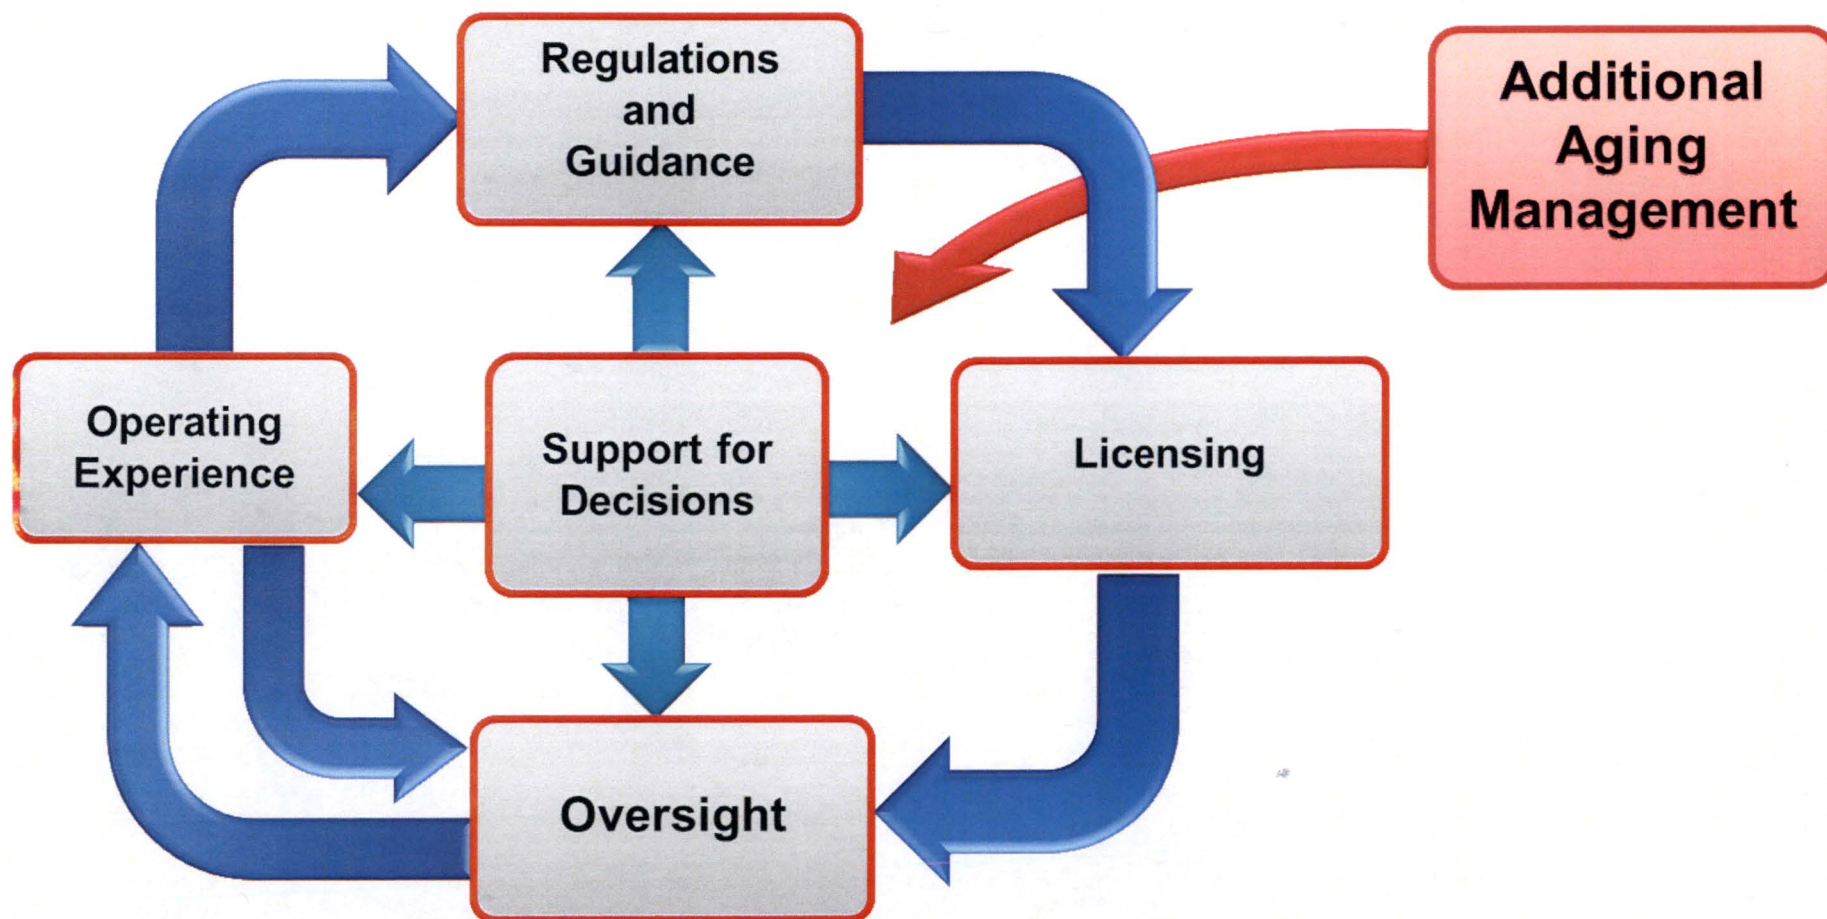 Regulations
and
Guidance
Additional
Aging
Management
Operating
Experience
Support for
Decisions
Licensing
Oversight